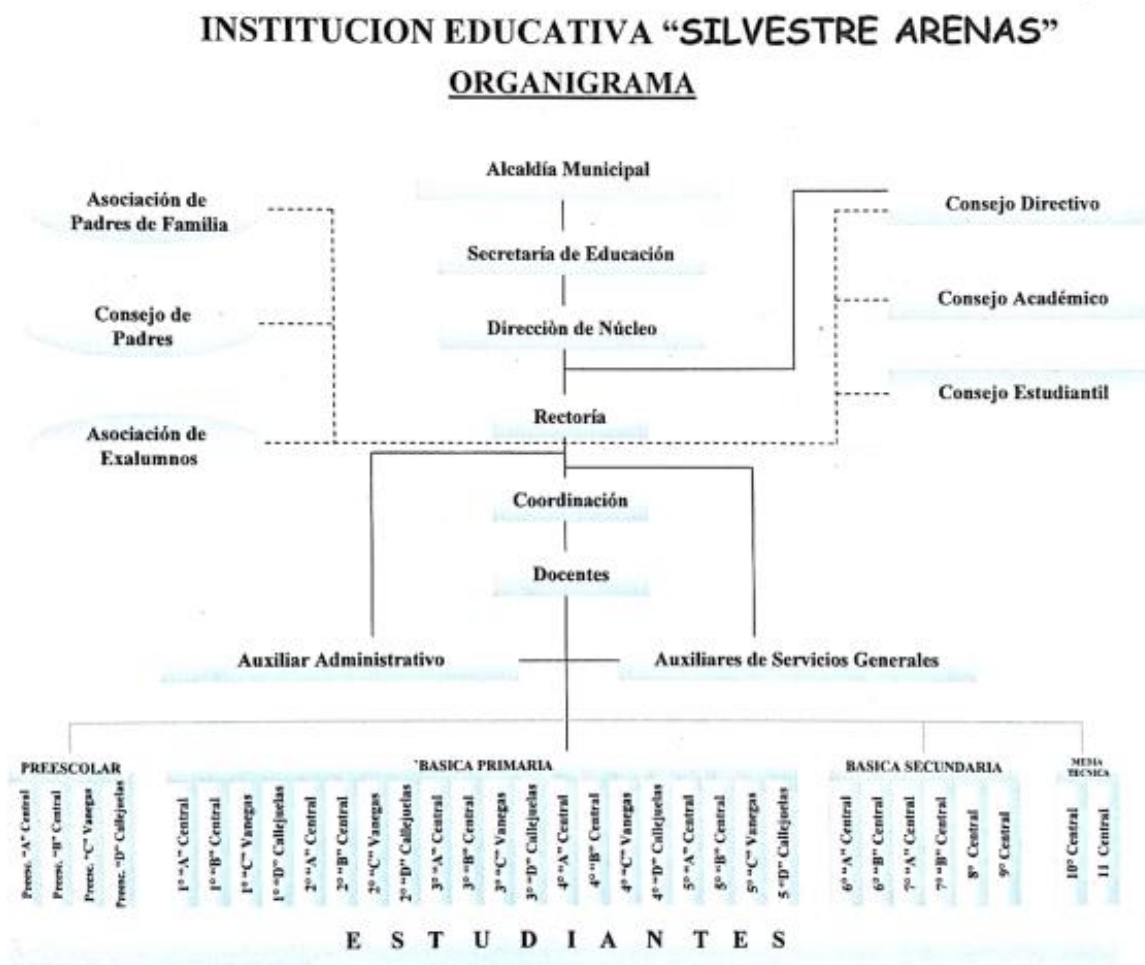 INSTITUCION EDUCATIVA “SILVESTRE ARENAS”
ORGANIGRAMA
Alcaldía Municipal
Asociación de
Padres de Familia
Consejo Directivo
Secretaría de Educación
Consejo de
Padres
Consejo Académico
Direcciòn de Núcleo
Consejo Estudiantil
Rectoría
Asociación de
Exalumnos
Coordinación
Docentes
Auxiliar Administrativo
Auxiliares de Servicios Generales
PREESCOLAR
Preesc. “A” Central
Preesc. “B” Central
Preesc. “C” Vanegas
Preesc. “D” Callejuelas
`BASICA PRIMARIA
1° “A” Central
1° “B” Central
1° “C” Vanegas
1° “D” Callejuelas
2° “A” Central
2° “B” Central
2° “C” Vanegas
2° “D” Callejuelas
3° “A” Central
3° “B” Central
3° “C” Vanegas
3° “D” Callejuelas
4° “A” Central
4° “B” Central
4° “C” Vanegas
4° “D” Callejuelas
5° “A” Central
5° “B” Central
5° “C” Vanegas
5 “D” Callejuelas
BASICA SECUNDARIA
6° “A” Central
6° “B” Central
7° “A” Central
7° “B” Central
8° Central
9° Central
MEDIA
TECNICA
10° Central
11 Central
E S T U D I A N T E S